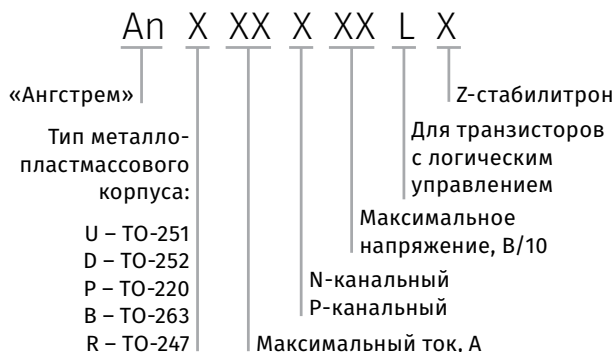 An X XX X XX L X
«Ангстрем»
Z-стабилитрон
Тип металло-
пластмассового
корпуса:
U – TO-251
D – TO-252
P – TO-220
B – TO-263
R – TO-247
Для транзисторов
с логическим
управлением
Максимальное
напряжение, В/10
N-канальный
P-канальный
Максимальный ток, А